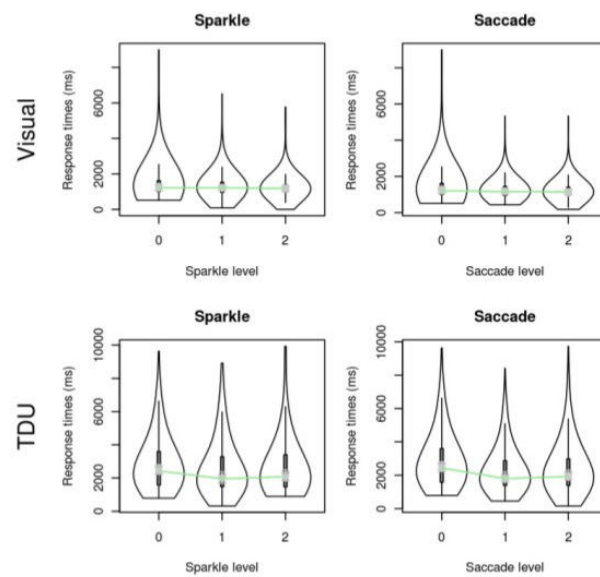 Sparkle
Saccade
Visual
Response times (ms)
0
2000
6000
0
1
2
Sparkle level
Response times (ms)
0
2000
6000
0
1
2
Saccade level
Sparkle
Saccade
TDU
Response times (ms)
0
2000
6000
10000
0
1
2
Sparkle level
Response times (ms)
0
2000
6000
10000
0
1
2
Saccade level